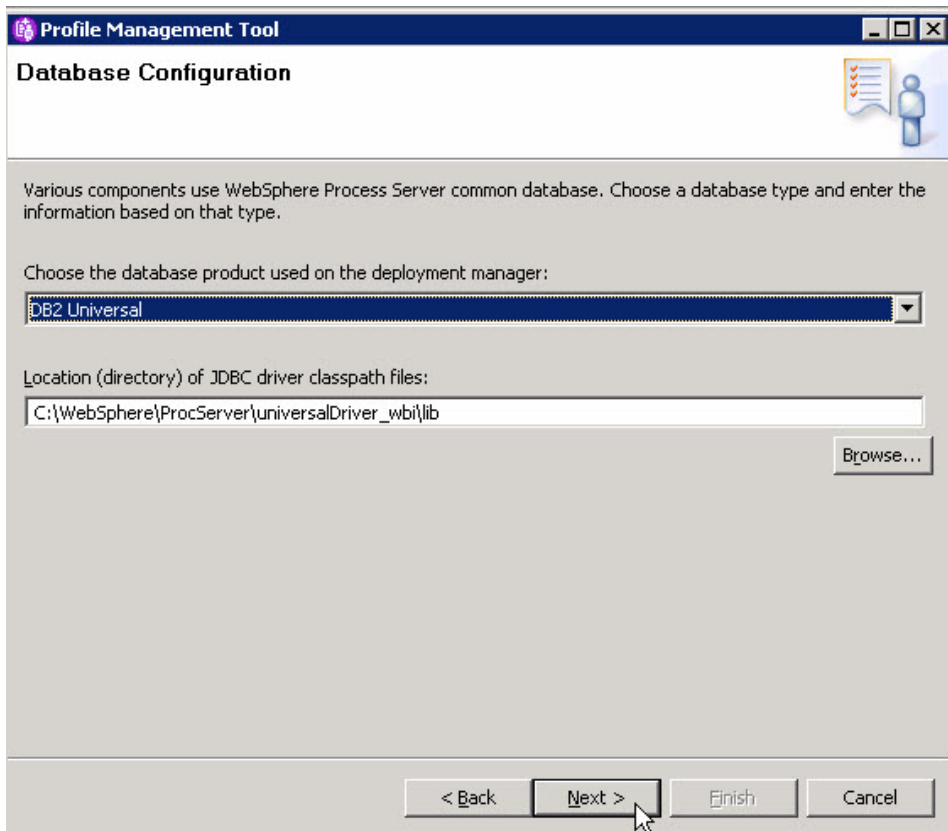 Profile Management Tool
Database Configuration
Various components use WebSphere Process Server common database. Choose a database type and enter the
information based on that type.
Choose the database product used on the deployment manager:
DB2 Universal
Location (directory) of JDBC driver classpath files:
C:\WebSphere\ProcServer\universalDriver_wbi\lib
Browse...
< Back
Next >
Finish
Cancel